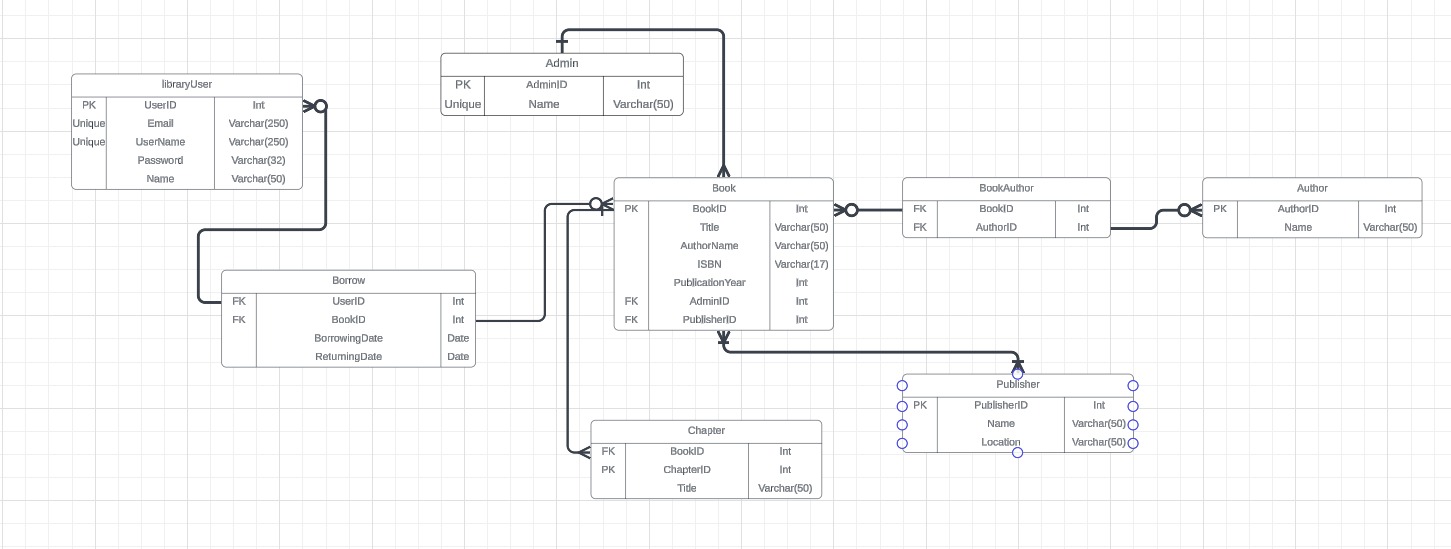 libraryUser
PK UserID Int
Unique Email Varchar(250)
Unique UserName Varchar(250)
Password Varchar(32)
Name Varchar(50)
Admin
PK AdminID Int
Unique Name Varchar(50)
Book
PK BookID Int
Title Varchar(50)
AuthorName Varchar(50)
ISBN Varchar(17)
PublicationYear Int
FK AdminID Int
FK PublisherID Int
BookAuthor
FK BookID Int
FK AuthorID Int
Author
PK AuthorID Int
Name Varchar(50)
Borrow
FK UserID Int
FK BookID Int
BorrowingDate Date
ReturningDate Date
Publisher
PK PublisherID Int
Name Varchar(50)
Location Varchar(50)
Chapter
FK BookID Int
PK ChapterID Int
Title Varchar(50)